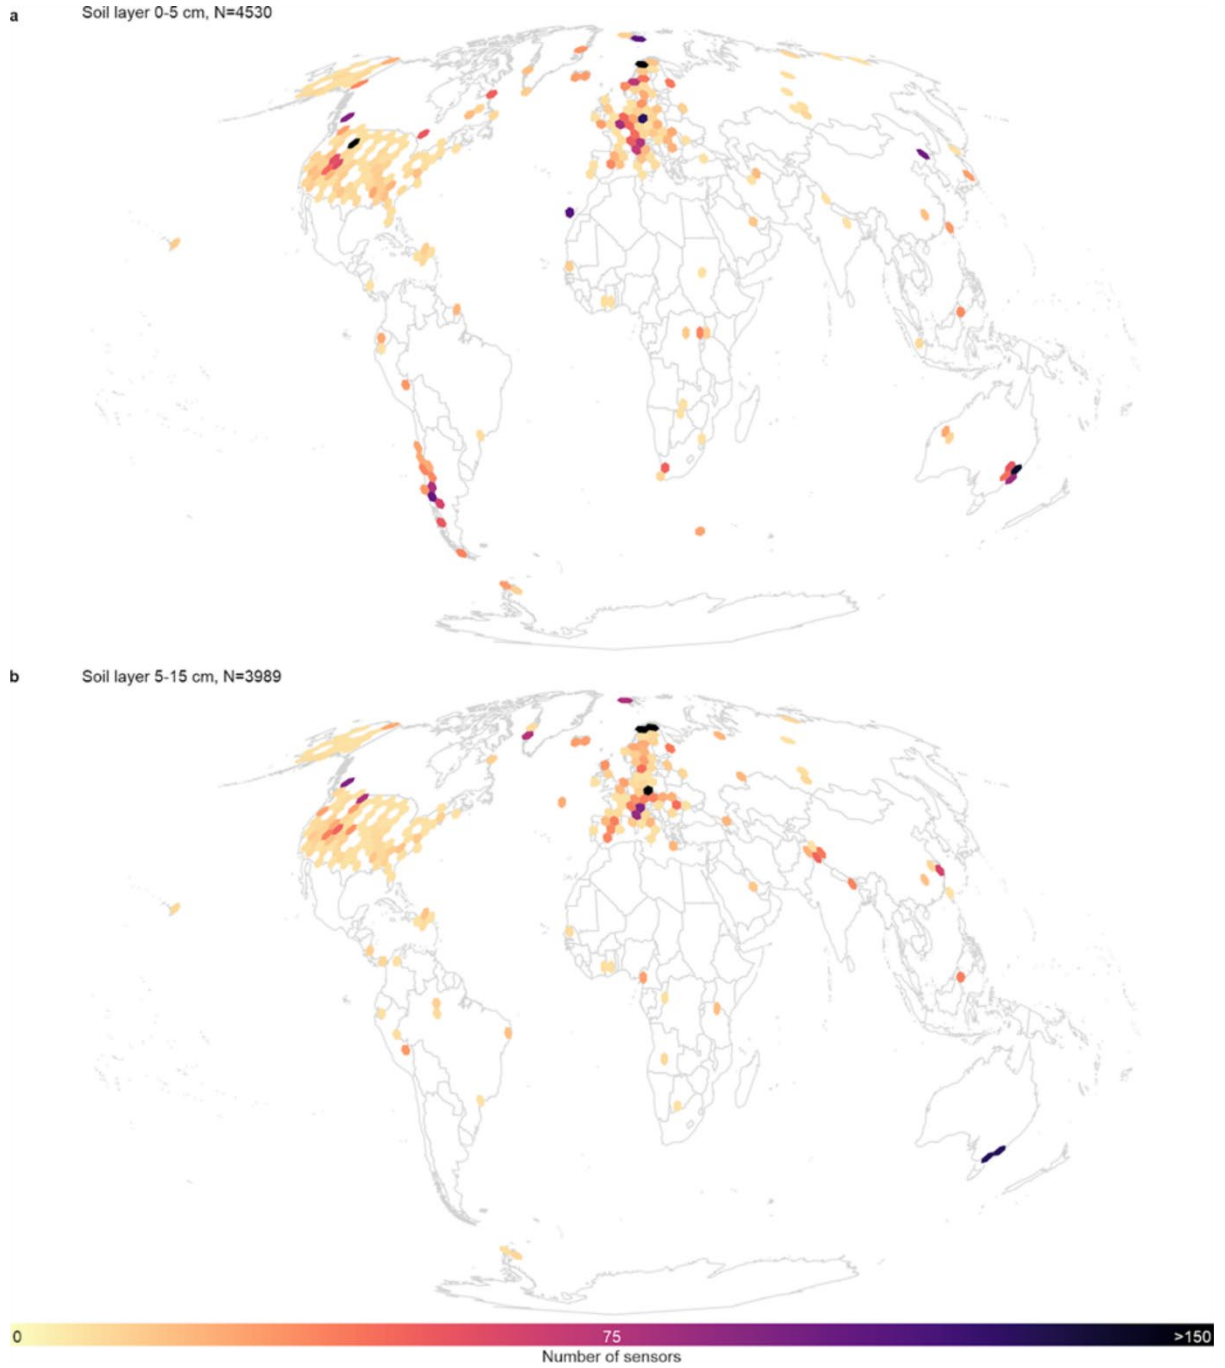 a
Soil layer 0-5 cm, N=4530
b
Soil layer 5-15 cm, N=3989
0
75
>150
Number of sensors